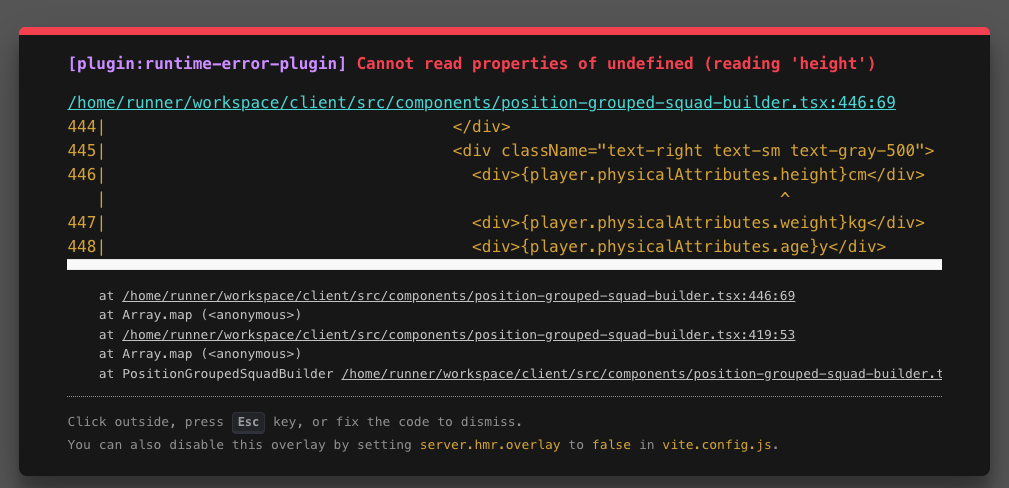 [plugin:runtime-error-plugin] Cannot read properties of undefined (reading 'height')
/home/runner/workspace/client/src/components/position-grouped-squad-builder.tsx:446:69
444|                                    </div>
445|                                    <div className="text-right text-sm text-gray-500">
446|                                      <div>{player.physicalAttributes.height}cm</div>
   |                                                                      ^
447|                                      <div>{player.physicalAttributes.weight}kg</div>
448|                                      <div>{player.physicalAttributes.age}y</div>
at /home/runner/workspace/client/src/components/position-grouped-squad-builder.tsx:446:69
at Array.map (<anonymous>)
at /home/runner/workspace/client/src/components/position-grouped-squad-builder.tsx:419:53
at Array.map (<anonymous>)
at PositionGroupedSquadBuilder /home/runner/workspace/client/src/components/position-grouped-squad-builder.t
Click outside, press Esc key, or fix the code to dismiss.
You can also disable this overlay by setting server.hmr.overlay to false in vite.config.js.